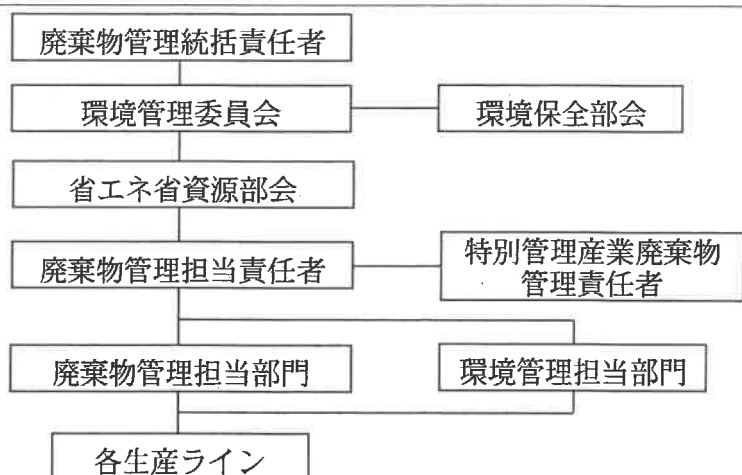 廃棄物管理統括責任者
環境管理委員会
環境保全部会
省エネ省資源部会
廃棄物管理担当責任者
特別管理産業廃棄物
管理責任者
廃棄物管理担当部門
環境管理担当部門
各生産ライン